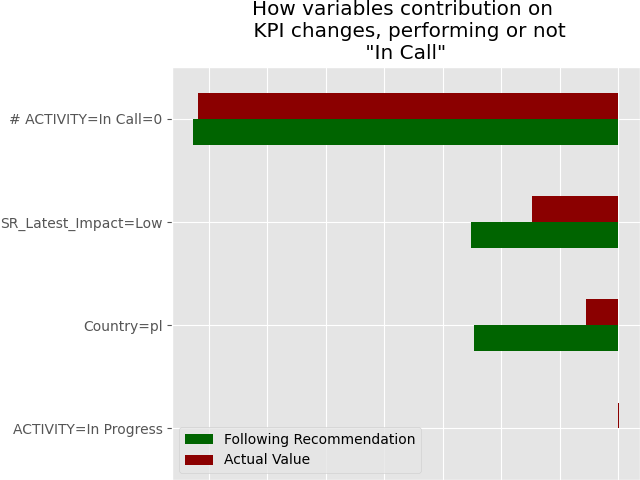 How variables contribution on
KPI changes, performing or not
"In Call"
# ACTIVITY=In Call=0
SR_Latest_Impact=Low
Country=pl
ACTIVITY=In Progress
Following Recommendation
Actual Value